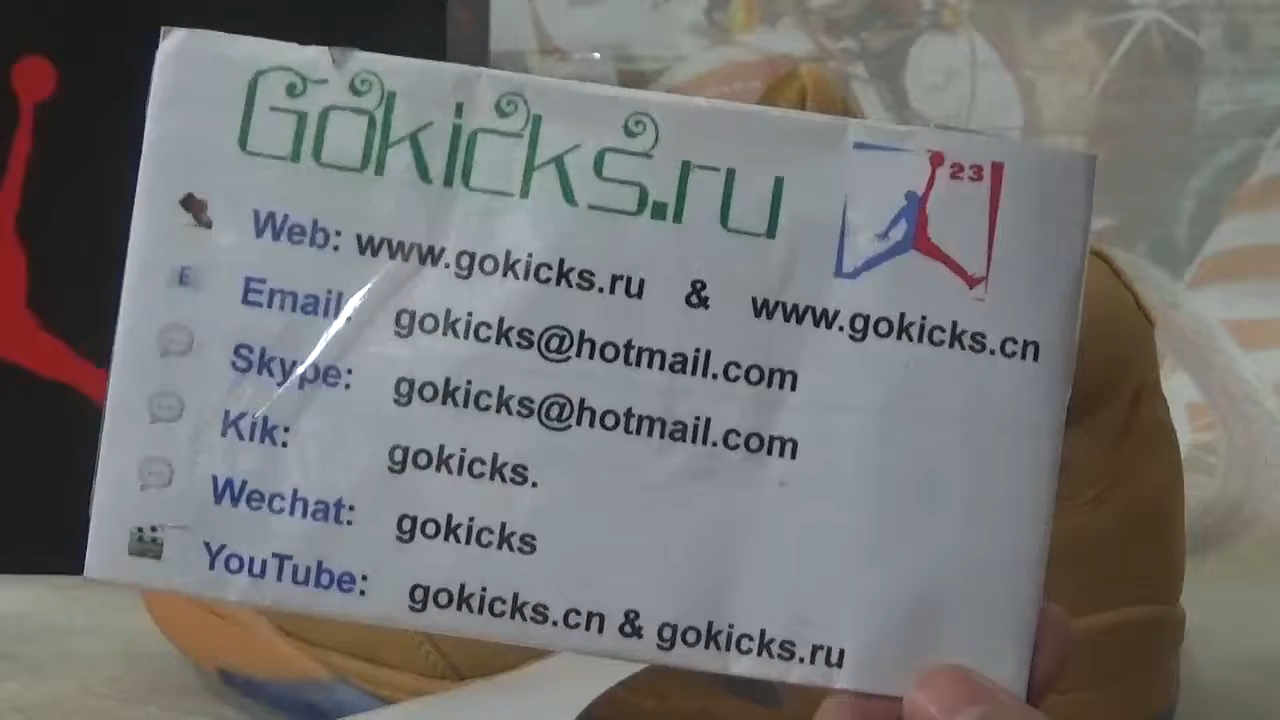 Gokicks.ru
23
Web: www.gokicks.ru & www.gokicks.cn
E Email: gokicks@hotmail.com
Skype: gokicks@hotmail.com
Kik: gokicks.
Wechat: gokicks
YouTube: gokicks.cn & gokicks.ru